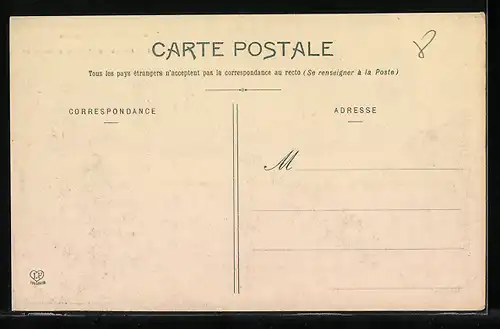 CARTE POSTALE
8
Tous les pays étrangers n'acceptent pas la correspondance au recto (Se renseigner à la Poste)
CORRESPONDANCE
ADRESSE
M